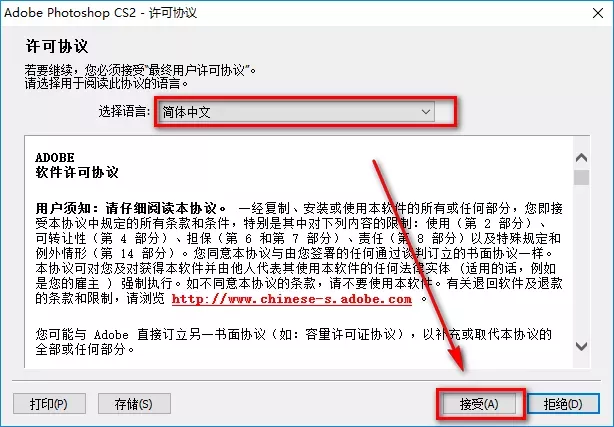 Adobe Photoshop CS2 - 许可协议
许可协议
若要继续，您必须接受“最终用户许可协议”。
请选择用于阅读此协议的语言。
选择语言: 简体中文
ADOBE
软件许可协议
用户须知：请仔细阅读本协议。 一经复制、安装或使用本软件的所有或任何部分，您即接
受本协议中规定的所有条款和条件，特别是其中对下列内容的限制：使用（第 2 部分）、
可转让性（第 4 部分）、担保（第 6 和第 7 部分）、责任（第 8 部分）以及特殊规定和
例外情形（第 14 部分）。您同意本协议与由您签署的任何通过谈判订立的书面协议一样。
本协议可对您及对获得本软件并由他人代表其使用本软件的任何法律实体 (适用的话，例如
是您的雇主 ) 强制执行。如不同意本协议的条款，请不要使用本软件。有关退回软件及退款
的条款和限制，请浏览 http://www.chinese-s.adobe.com 。
您可能与 Adobe 直接订立另一书面协议（如：容量许可证协议），以补充或取代本协议的
全部或任何部分。
打印(P) 存储(S) 接受(A) 拒绝(D)